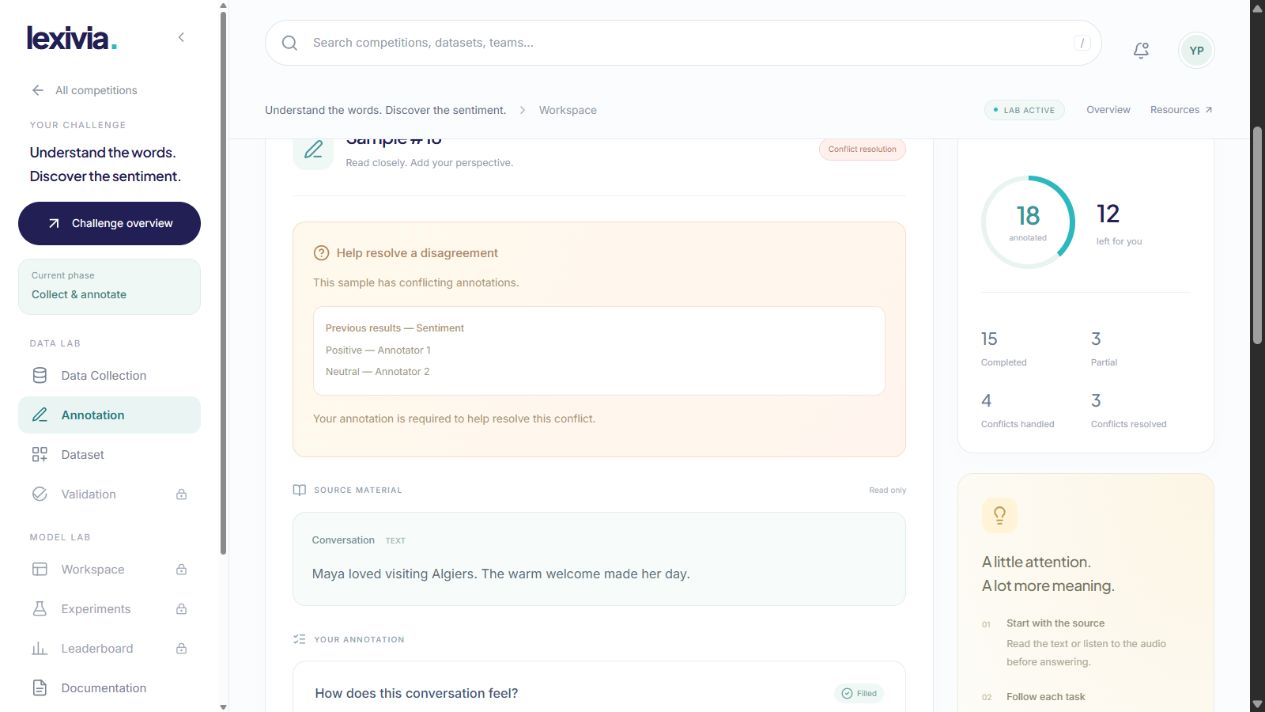 lexivia.
All competitions
YOUR CHALLENGE
Understand the words.
Discover the sentiment.
Challenge overview
Current phase
Collect & annotate
DATA LAB
Data Collection
Annotation
Dataset
Validation
MODEL LAB
Workspace
Experiments
Leaderboard
Documentation
Search competitions, datasets, teams...
/
YP
Understand the words. Discover the sentiment.
Workspace
LAB ACTIVE
Overview
Resources
Read closely. Add your perspective.
Conflict resolution
Help resolve a disagreement
This sample has conflicting annotations.
Previous results — Sentiment
Positive — Annotator 1
Neutral — Annotator 2
Your annotation is required to help resolve this conflict.
SOURCE MATERIAL
Read only
Conversation TEXT
Maya loved visiting Algiers. The warm welcome made her day.
YOUR ANNOTATION
How does this conversation feel?
Filled
18
annotated
12
left for you
15
Completed
3
Partial
4
Conflicts handled
3
Conflicts resolved
A little attention.
A lot more meaning.
01 Start with the source
Read the text or listen to the audio
before answering.
02 Follow each task